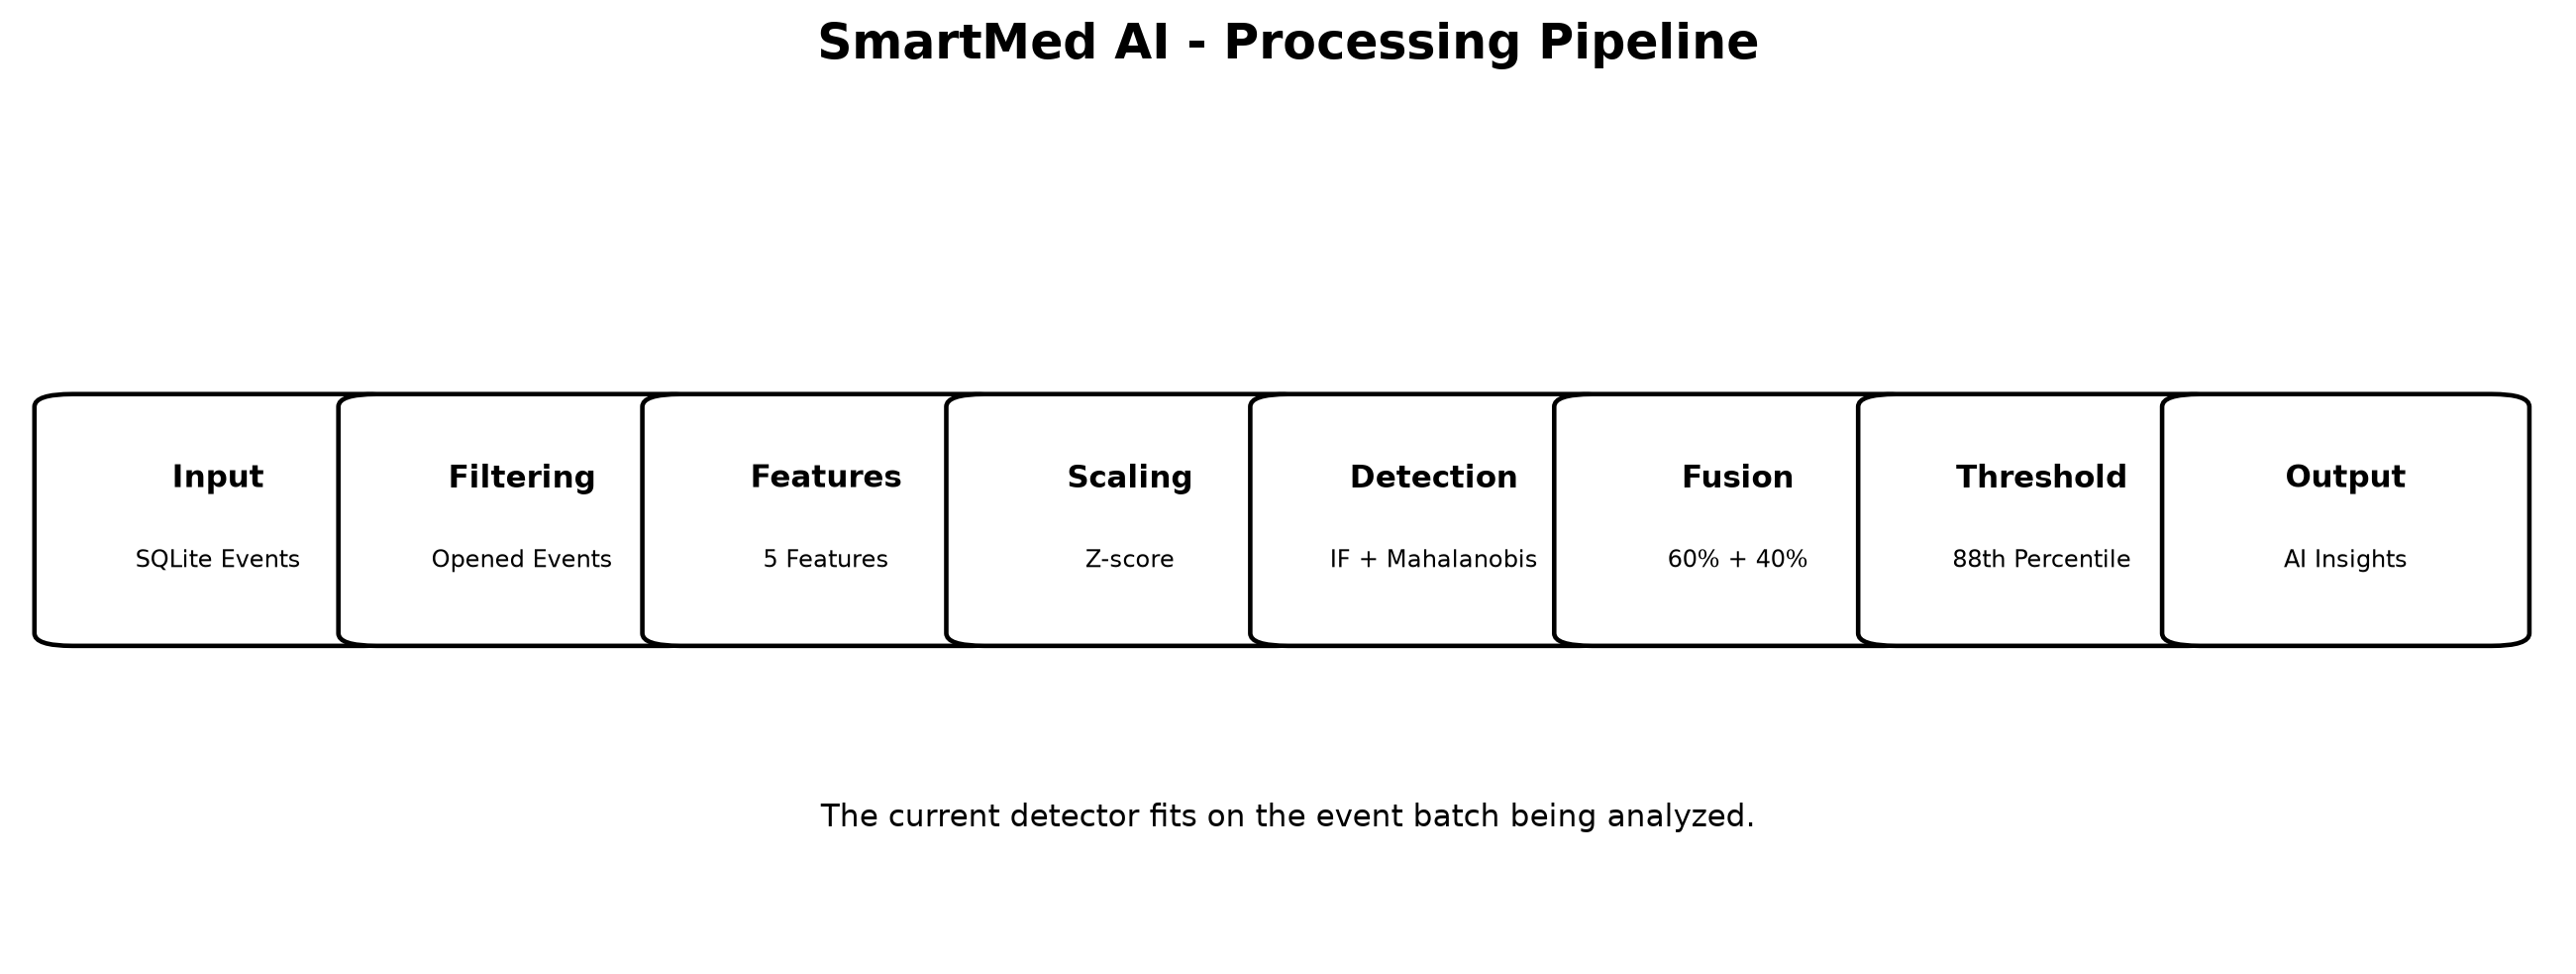 SmartMed AI - Processing Pipeline
Input
SQLite Events
Filtering
Opened Events
Features
5 Features
Scaling
Z-score
Detection
IF + Mahalanobis
Fusion
60% + 40%
Threshold
88th Percentile
Output
AI Insights
The current detector fits on the event batch being analyzed.